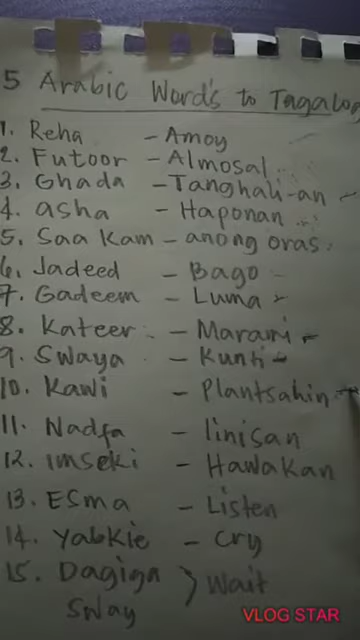 5 Arabic Word's to Tagalog
1. Reha - Amoy
2. Futoor - Almosal
3. Ghada - Tanghali-an
4. asha - Haponan
5. Saa Kam - anong oras
6. Jadeed - Bago
7. Gadeem - Luma
8. Kateer - Marami
9. Swaya - Kunti
10. Kawi - Plantsahin
11. Nadfa - linisan
12. imseki - Hawakan
13. ESma - Listen
14. Yabkie - Cry
15. Dagiga } Wait
Sway
VLOG STAR